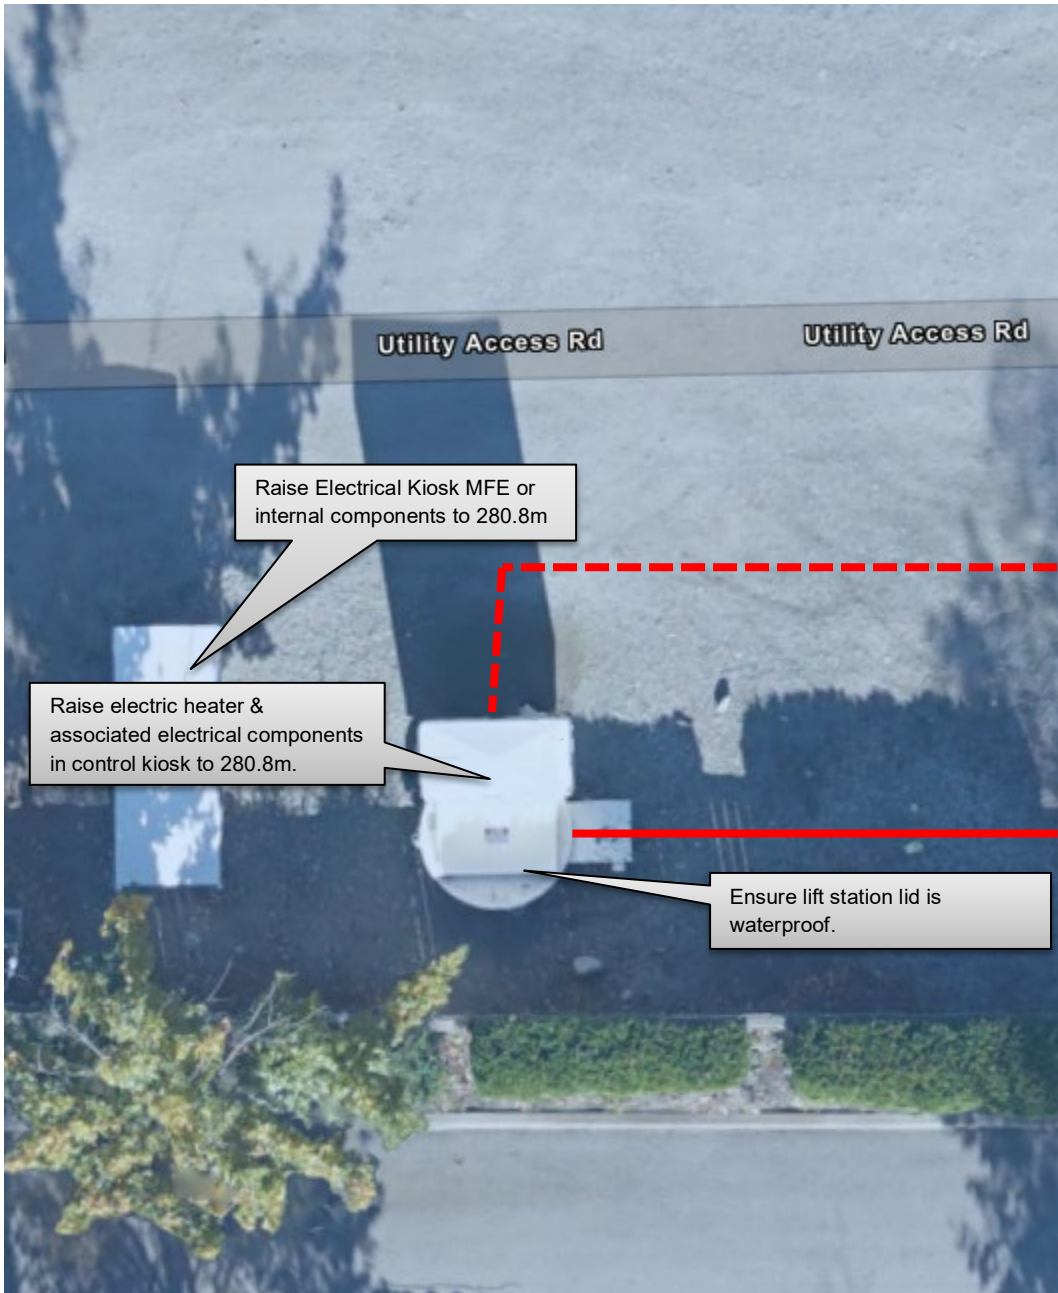 Utility Access Rd
Utility Access Rd
Raise Electrical Kiosk MFE or
internal components to 280.8m
Raise electric heater &
associated electrical components
in control kiosk to 280.8m.
Ensure lift station lid is
waterproof.